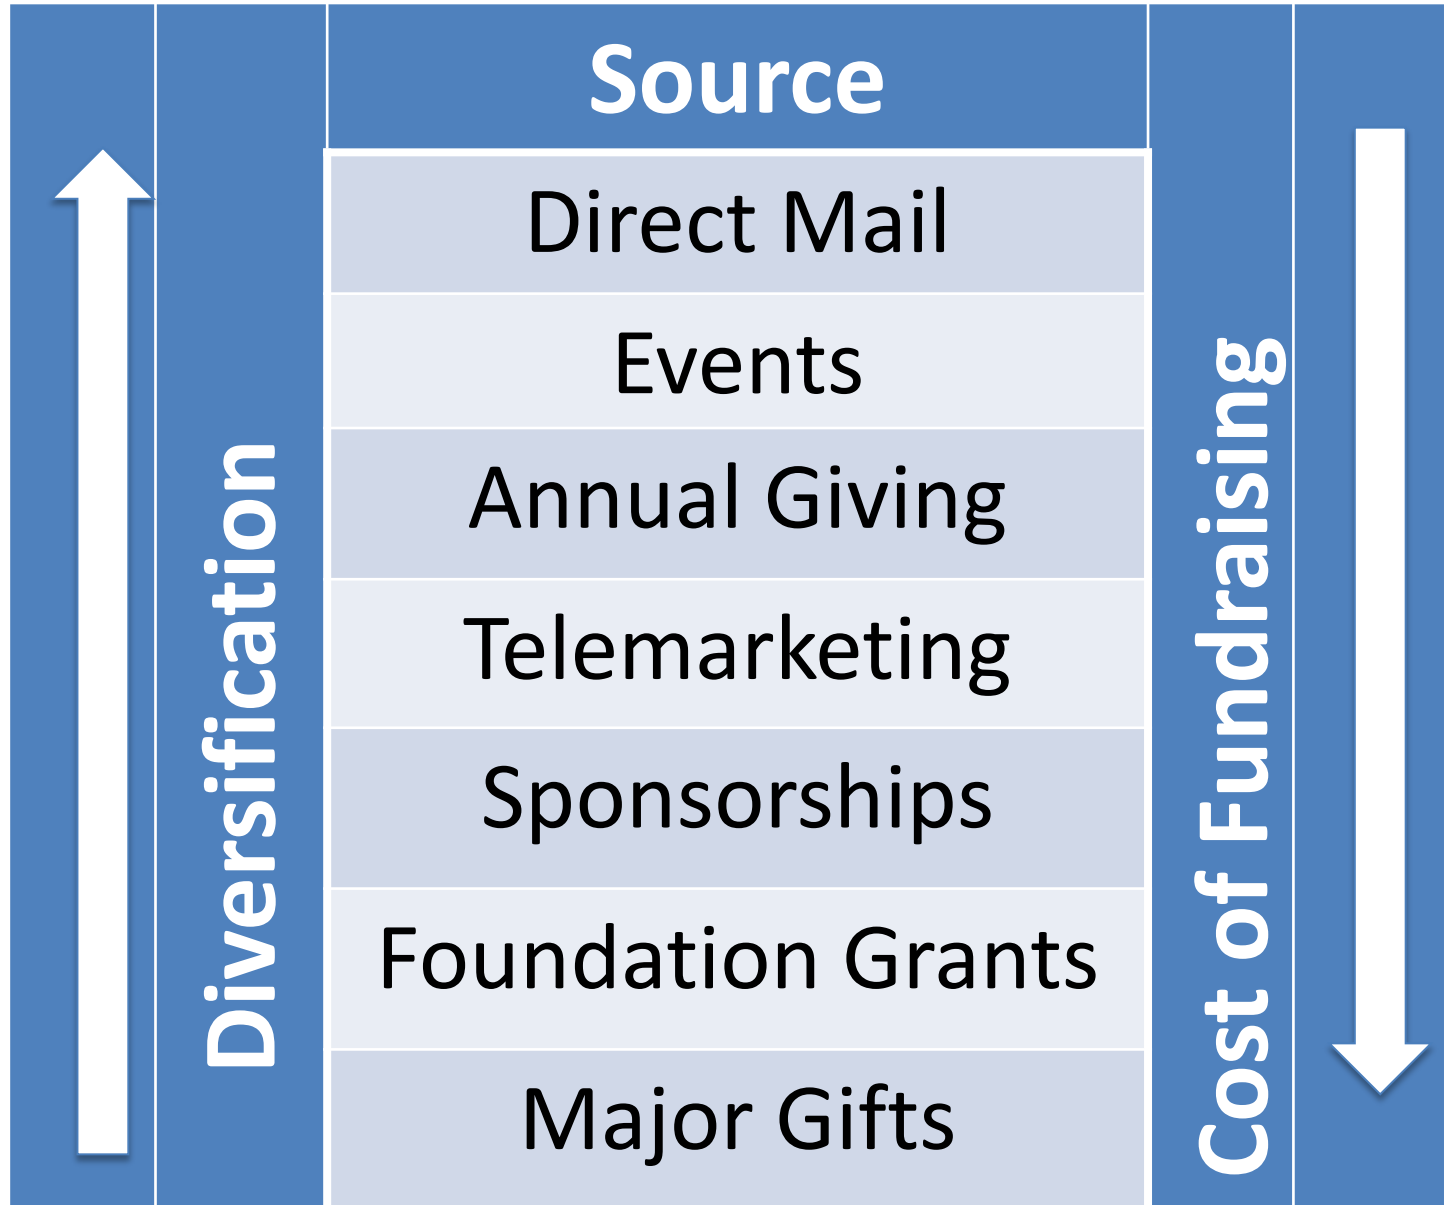 Source
Direct Mail
Events
Annual Giving
Telemarketing
Sponsorships
Foundation Grants
Major Gifts
Diversification
Cost of Fundraising